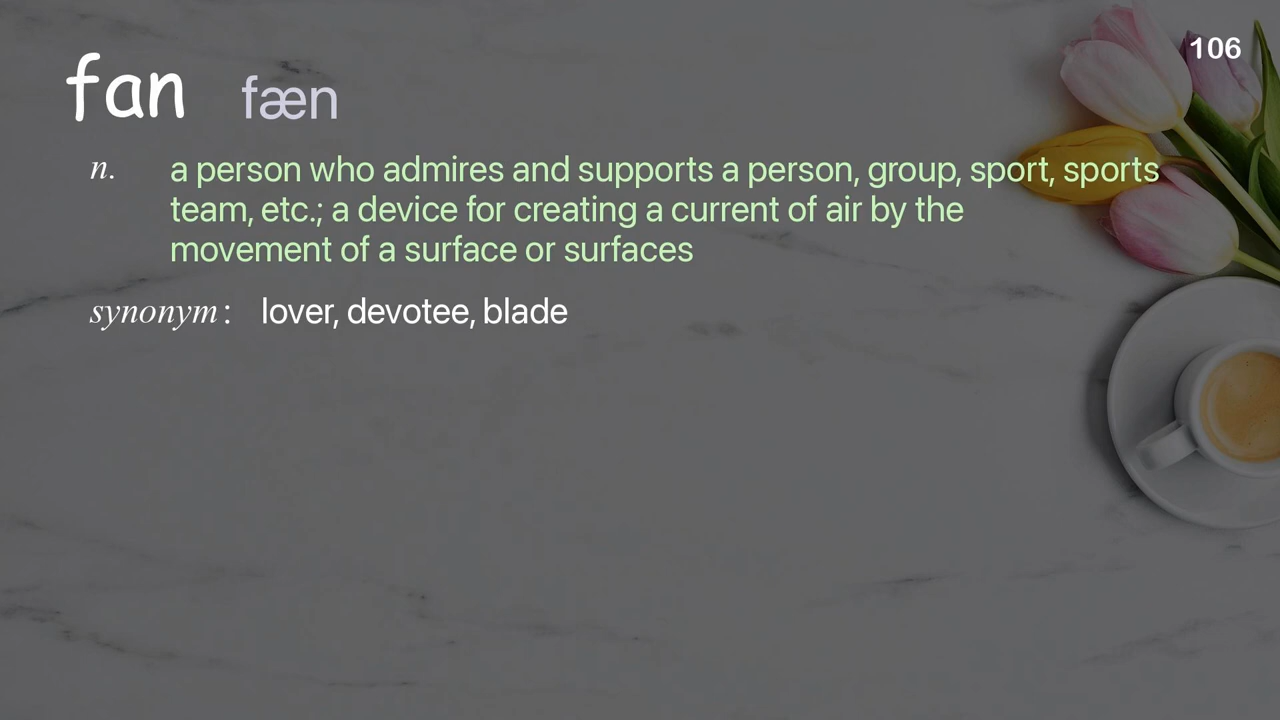 106
fan fæn
n. a person who admires and supports a person, group, sport, sports
team, etc.; a device for creating a current of air by the
movement of a surface or surfaces
synonym: lover, devotee, blade